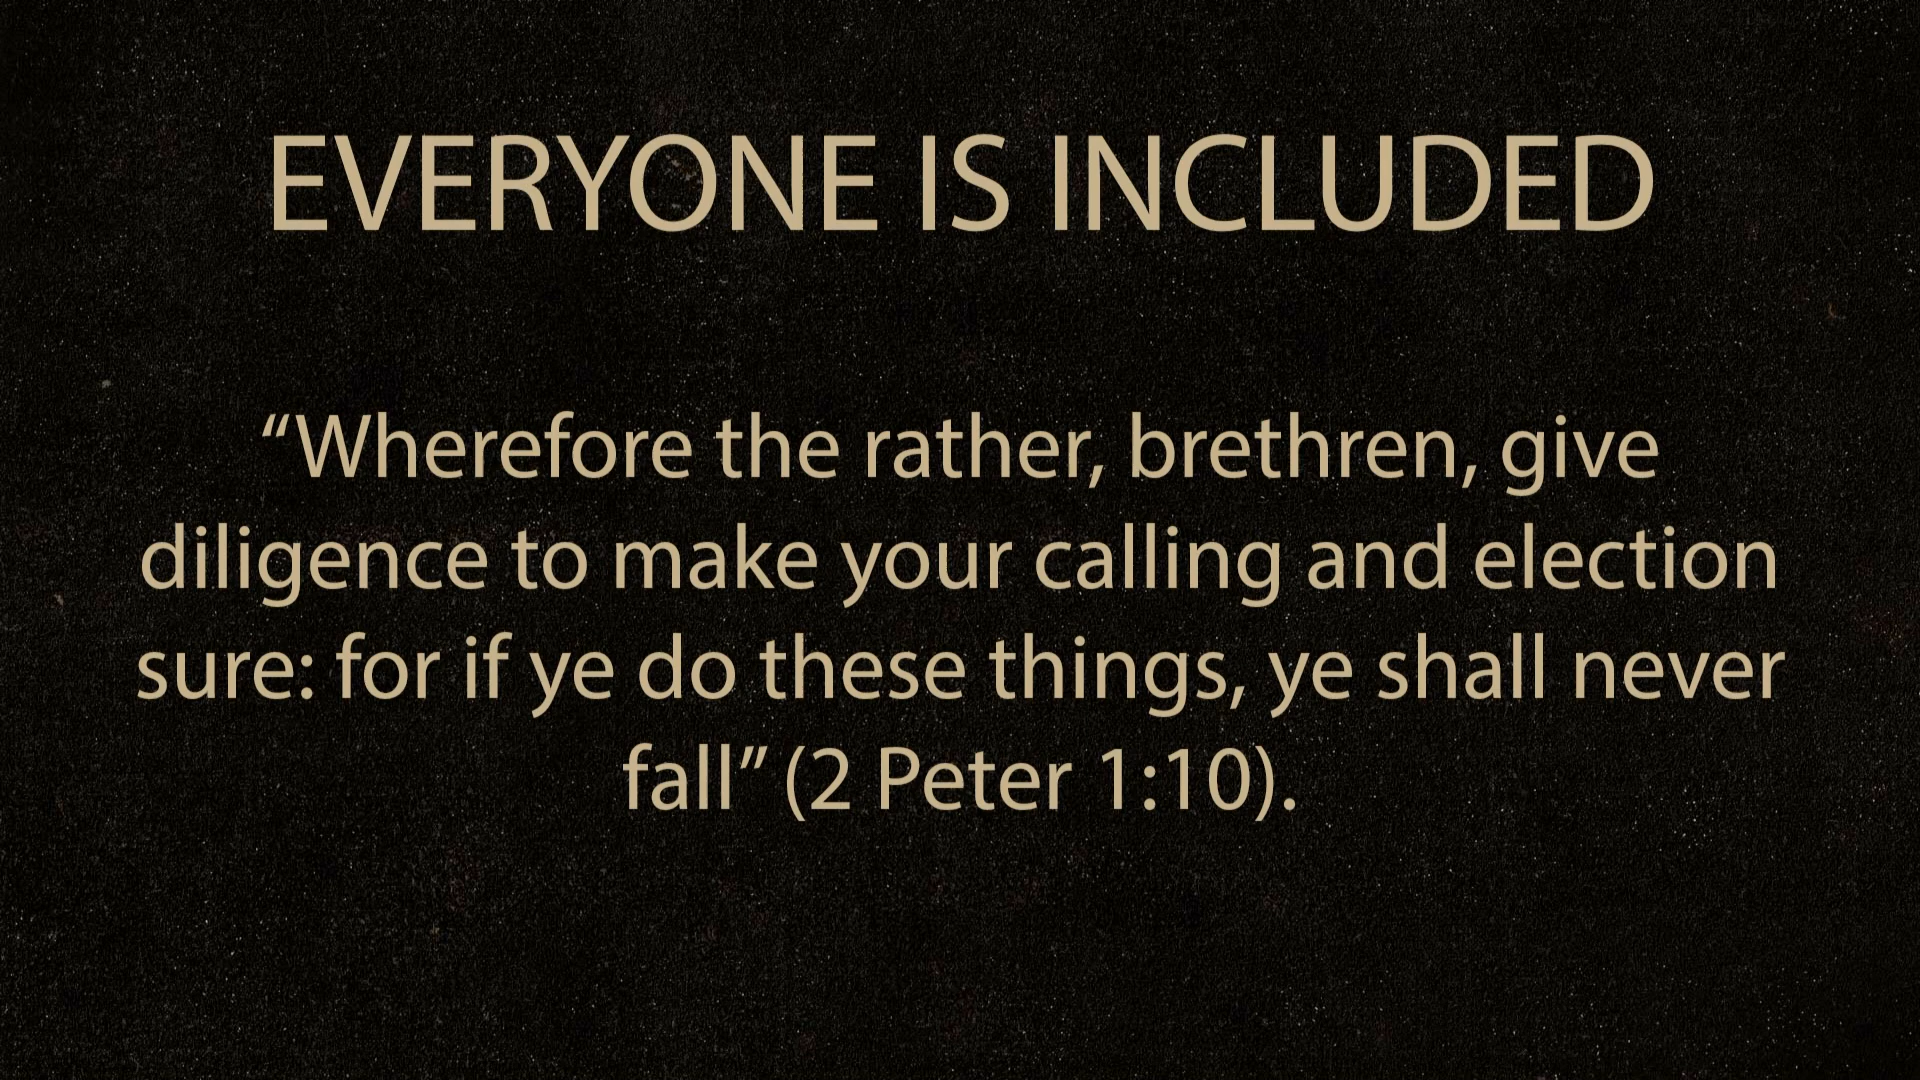 EVERYONE IS INCLUDED
“Wherefore the rather, brethren, give
diligence to make your calling and election
sure: for if ye do these things, ye shall never
fall” (2 Peter 1:10).